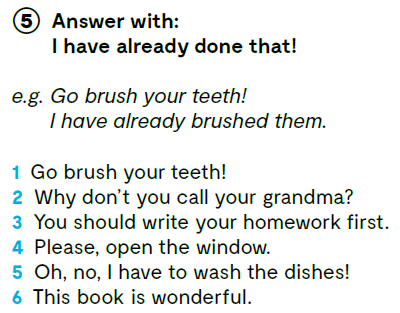 5 Answer with:
I have already done that!
e.g. Go brush your teeth!
I have already brushed them.
1 Go brush your teeth!
2 Why don't you call your grandma?
3 You should write your homework first.
4 Please, open the window.
5 Oh, no, I have to wash the dishes!
6 This book is wonderful.